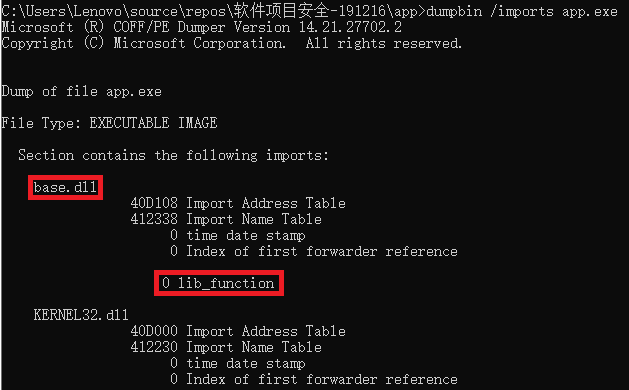 C:\Users\Lenovo\source\repos\软件项目安全-191216\app>dumpbin /imports app.exe
Microsoft (R) COFF/PE Dumper Version 14.21.27702.2
Copyright (C) Microsoft Corporation.  All rights reserved.
Dump of file app.exe
File Type: EXECUTABLE IMAGE
Section contains the following imports:
base.dll
40D108 Import Address Table
412338 Import Name Table
0 time date stamp
0 Index of first forwarder reference
0 lib_function
KERNEL32.dll
40D000 Import Address Table
412230 Import Name Table
0 time date stamp
0 Index of first forwarder reference